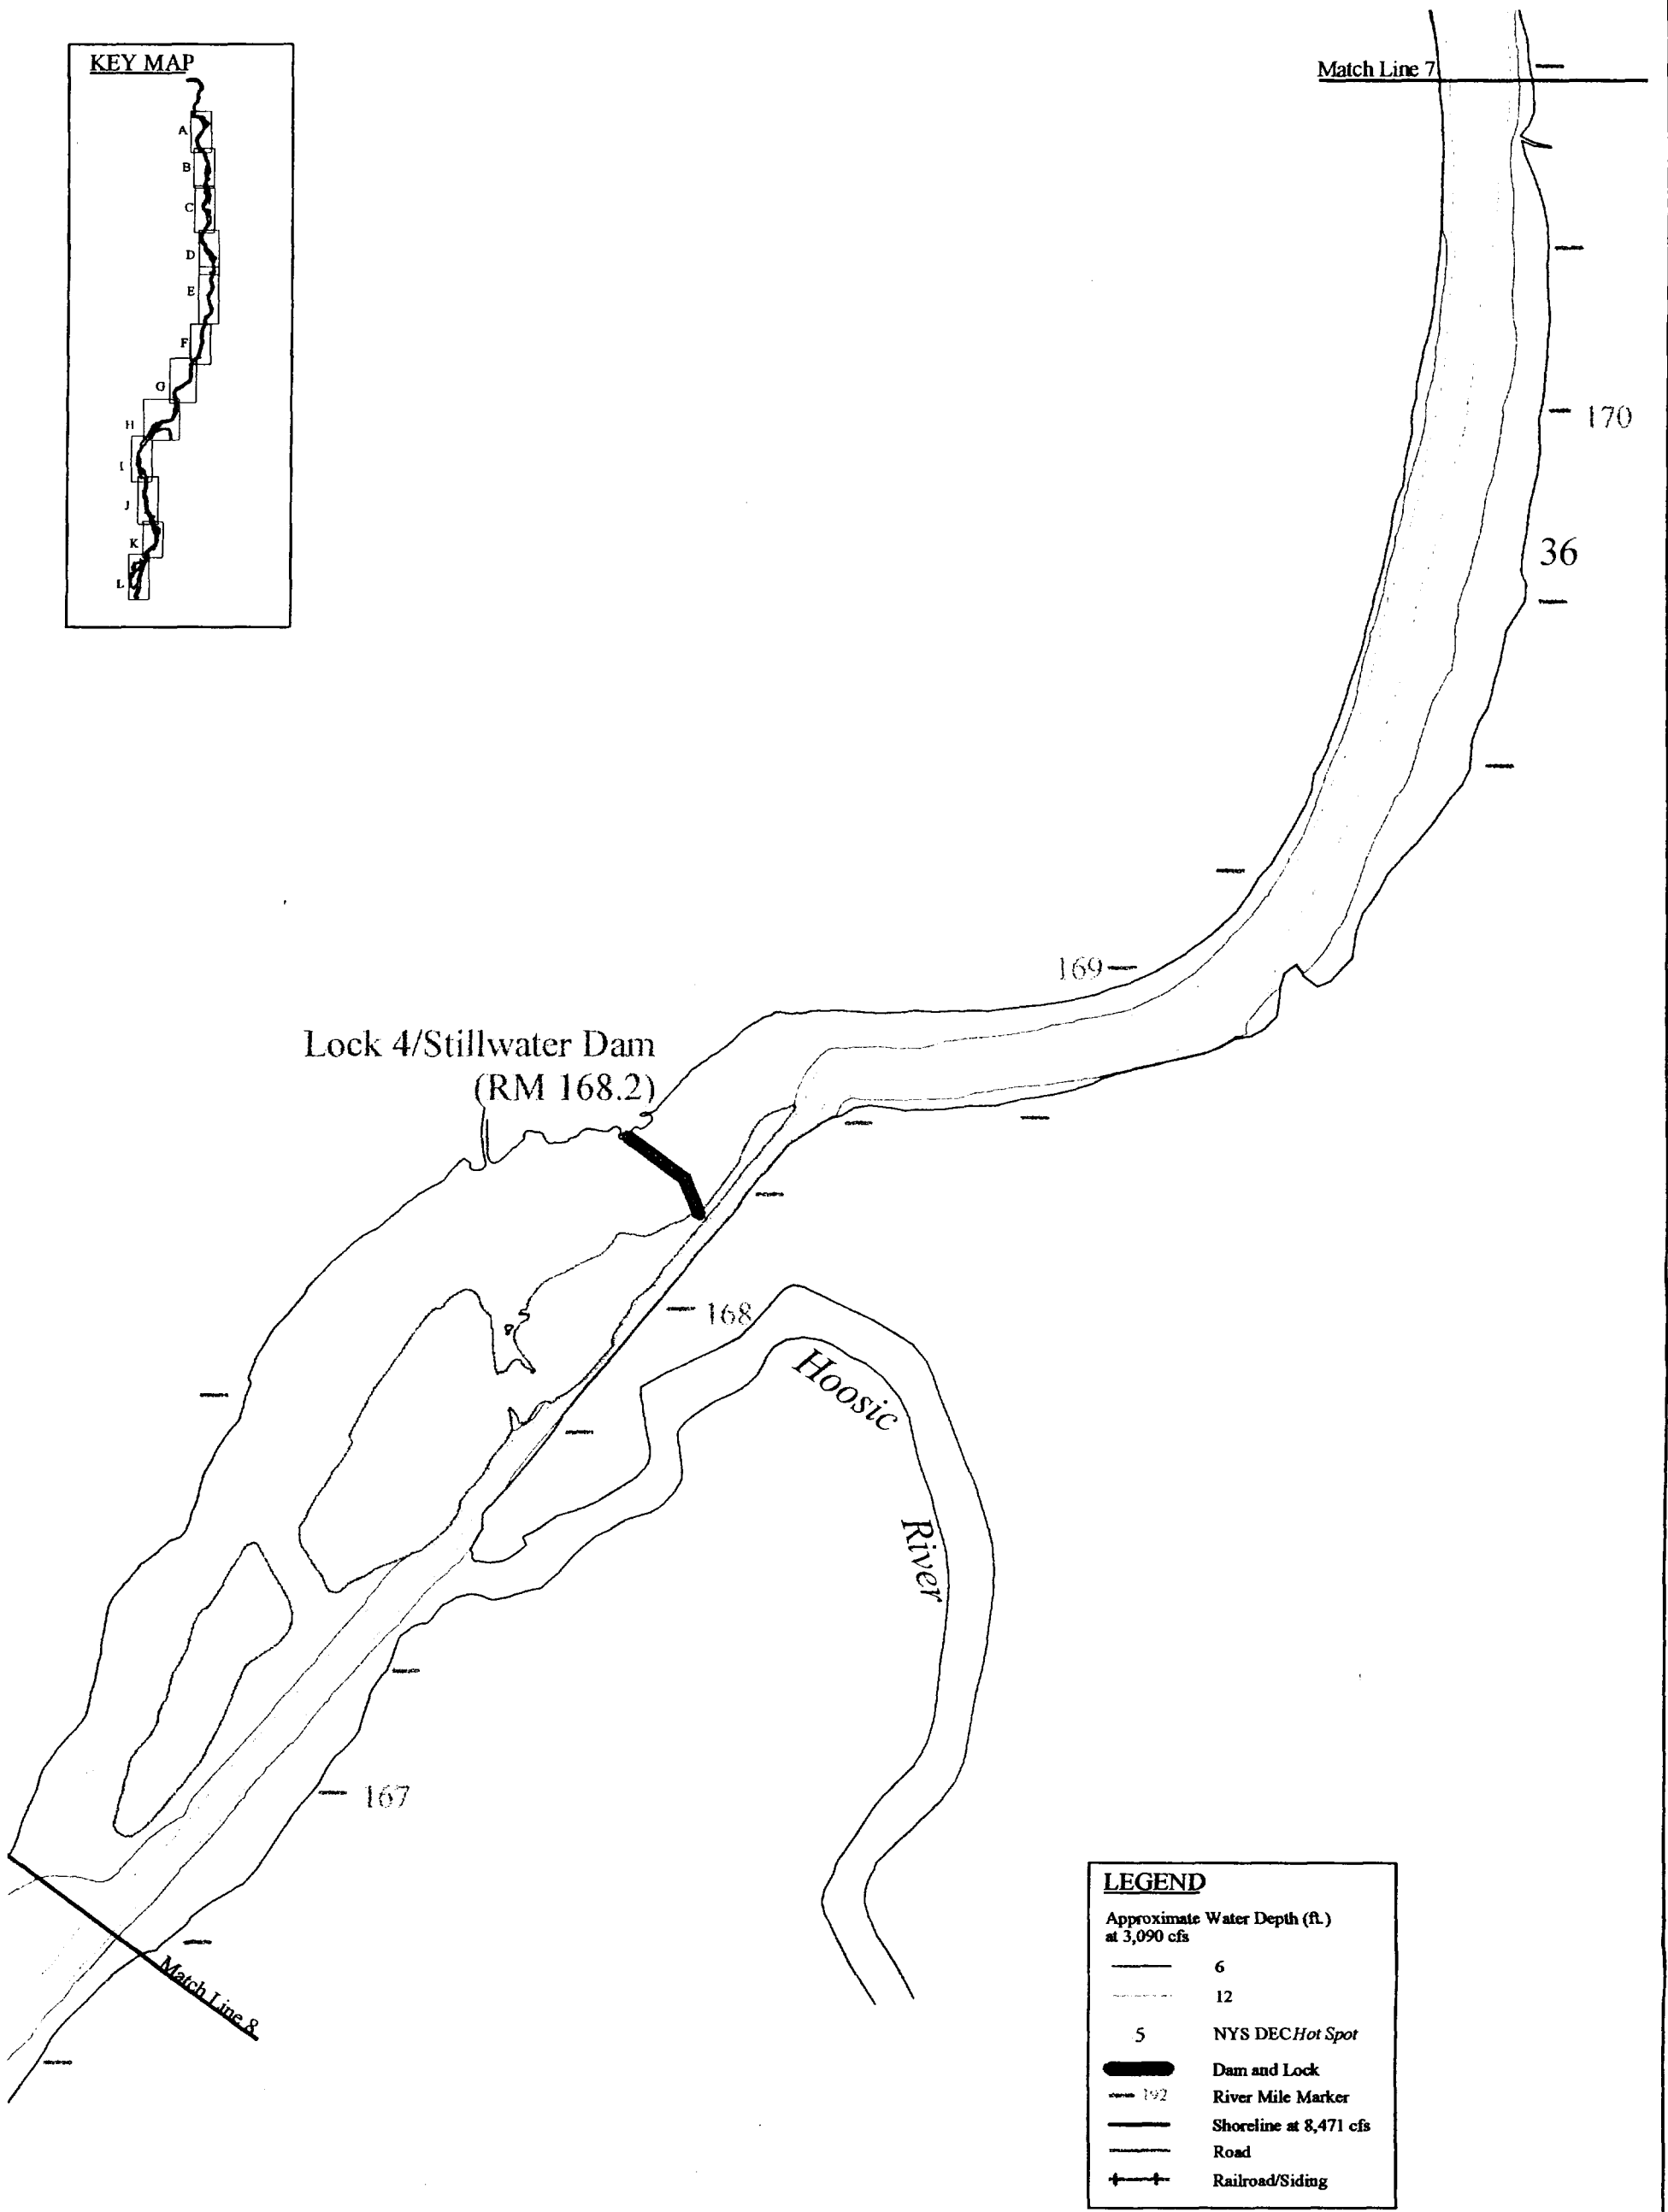 KEY MAP
A
B
C
D
E
F
G
H
I
J
K
L
Match Line 7
170
36
169
Lock 4/Stillwater Dam
(RM 168.2)
168
Hoosic
River
167
Match Line 8
LEGEND
Approximate Water Depth (ft.)
at 3,090 cfs
6
12
5 NYS DEC Hot Spot
Dam and Lock
192 River Mile Marker
Shoreline at 8,471 cfs
Road
Railroad/Siding